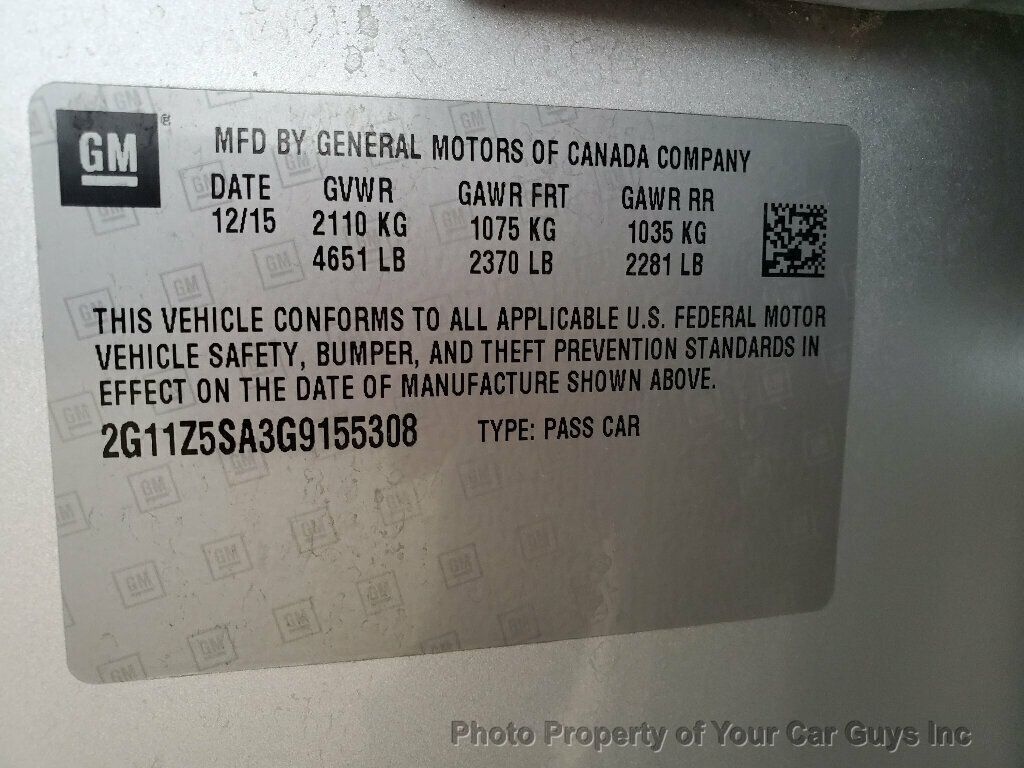 GM ®
MFD BY GENERAL MOTORS OF CANADA COMPANY
DATE GVWR GAWR FRT GAWR RR
12/15 2110 KG 1075 KG 1035 KG
4651 LB 2370 LB 2281 LB
THIS VEHICLE CONFORMS TO ALL APPLICABLE U.S. FEDERAL MOTOR
VEHICLE SAFETY, BUMPER, AND THEFT PREVENTION STANDARDS IN
EFFECT ON THE DATE OF MANUFACTURE SHOWN ABOVE.
2G11Z5SA3G9155308 TYPE: PASS CAR
Photo Property of Your Car Guys Inc